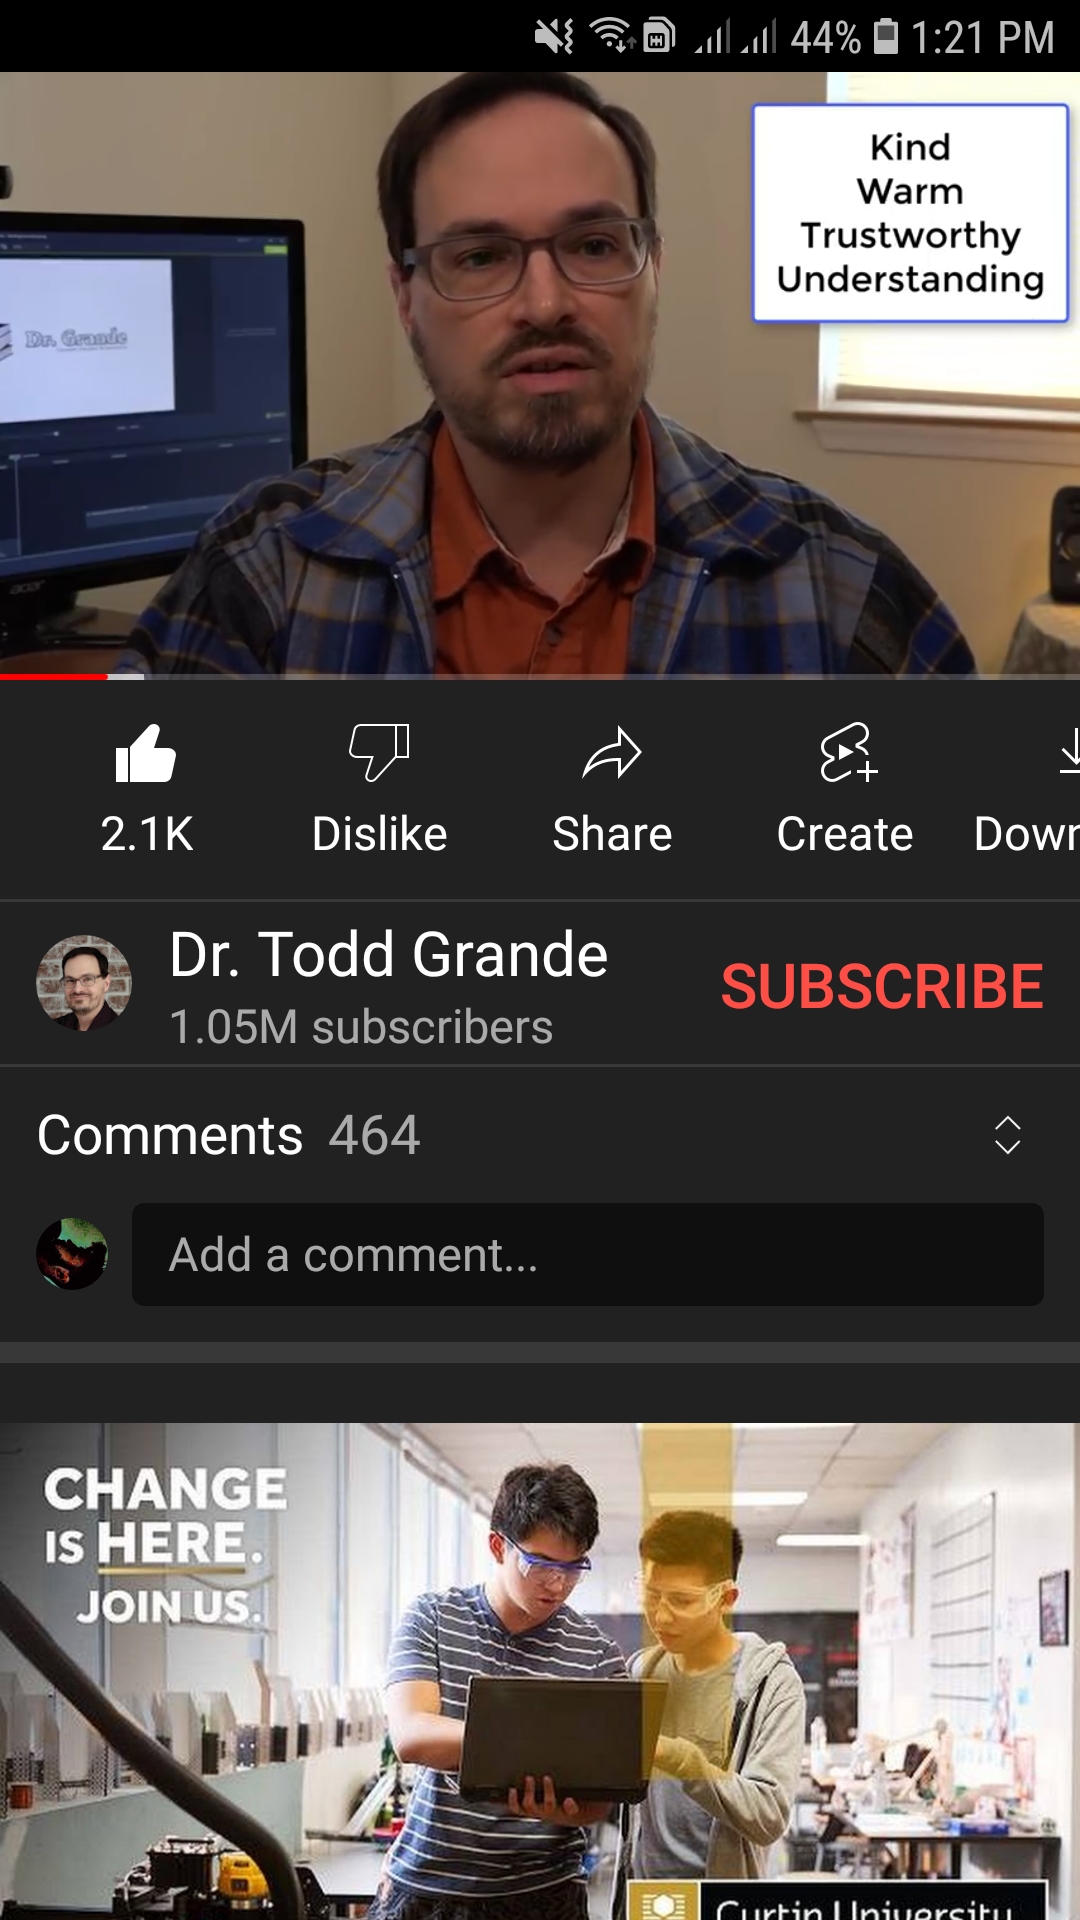 44% 1:21 PM
Kind
Warm
Trustworthy
Understanding
Dr. Grande
acer
2.1K Dislike Share Create Down
Dr. Todd Grande
1.05M subscribers
SUBSCRIBE
Comments 464
Add a comment...
CHANGE
IS HERE.
JOIN US.
Curtin University